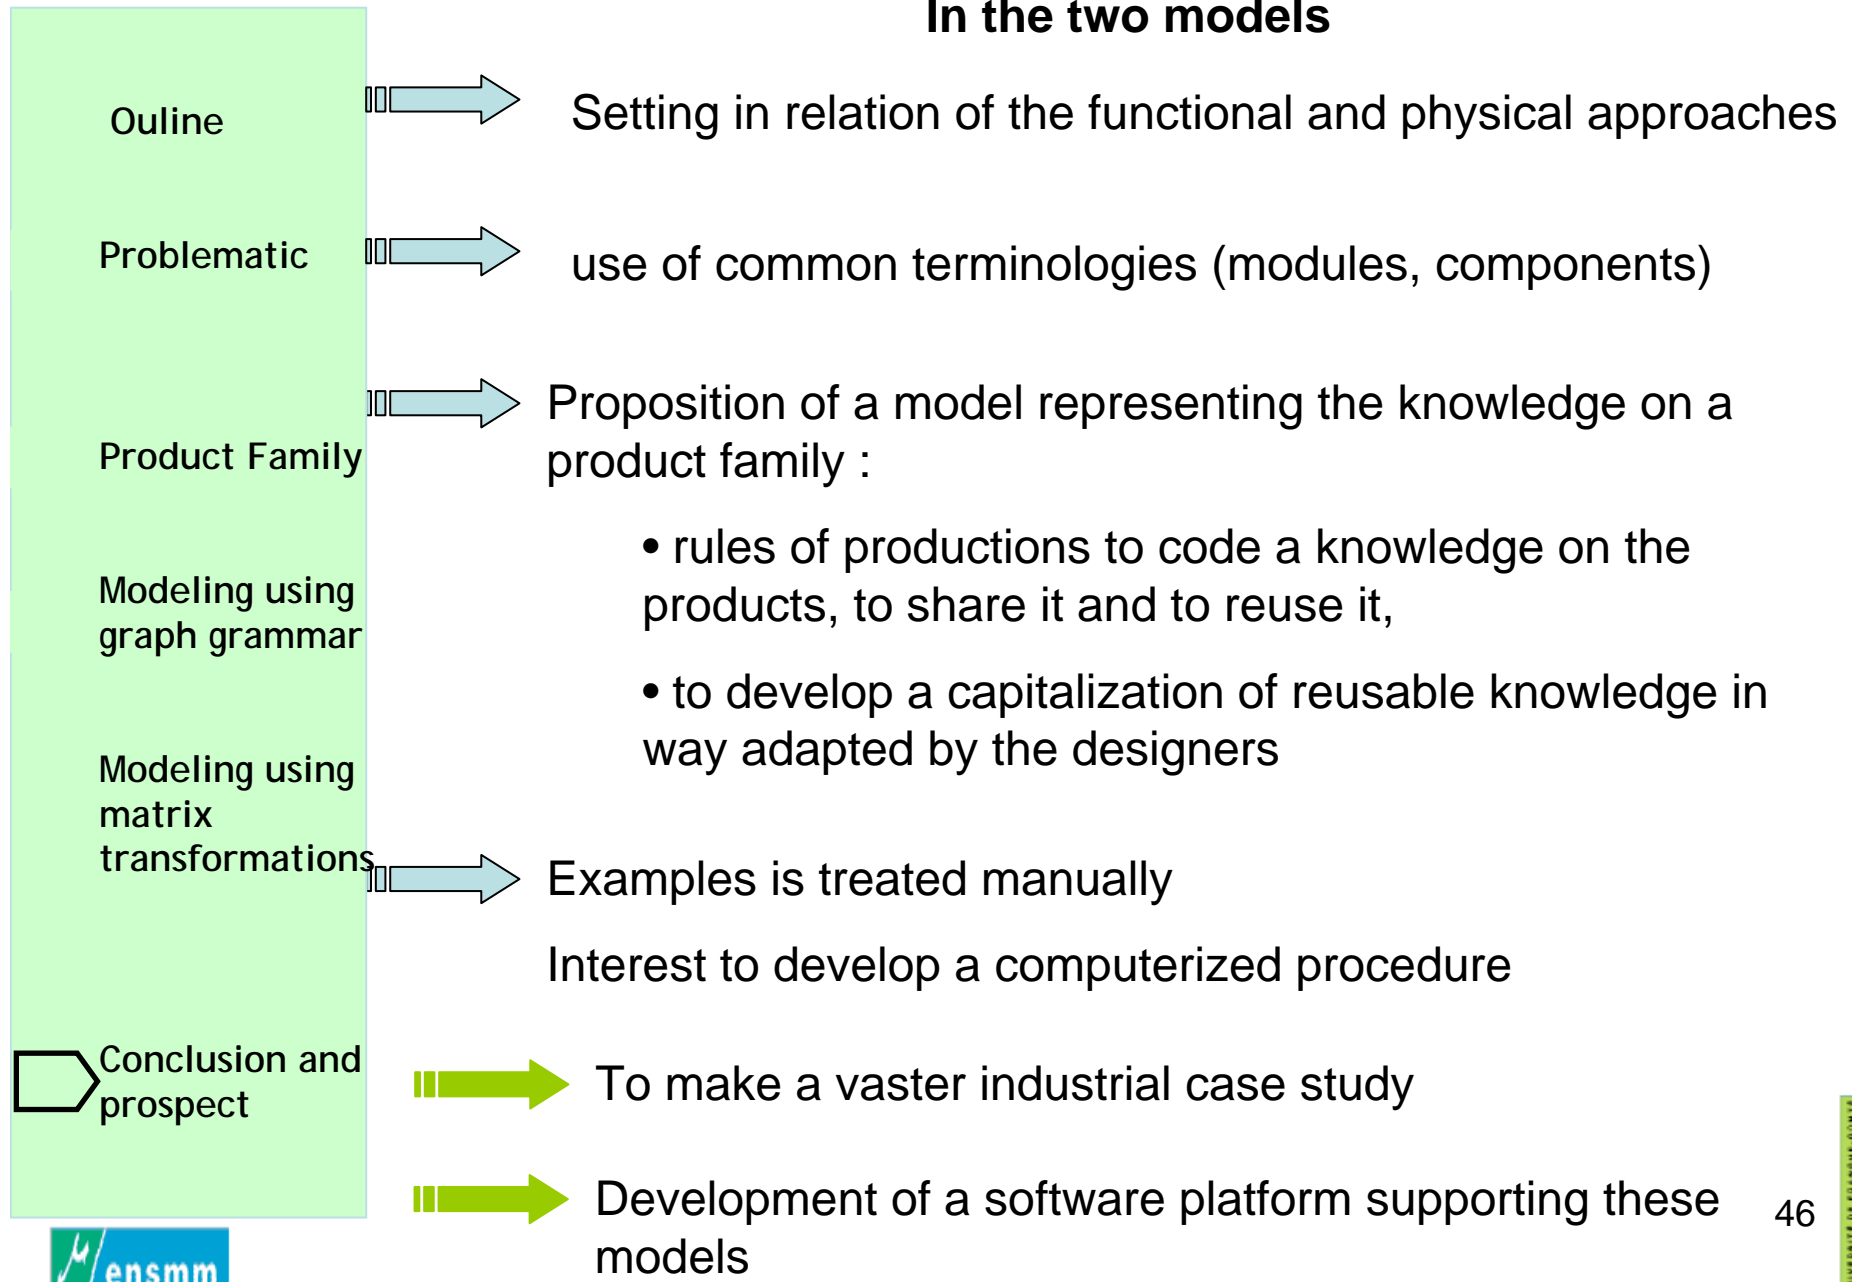 In the two models
Ouline
Setting in relation of the functional and physical approaches
Problematic
use of common terminologies (modules, components)
Product Family
Proposition of a model representing the knowledge on a
product family :
• rules of productions to code a knowledge on the
products, to share it and to reuse it,
Modeling using
graph grammar
• to develop a capitalization of reusable knowledge in
way adapted by the designers
Modeling using
matrix
transformations
Examples is treated manually
Interest to develop a computerized procedure
Conclusion and
prospect
To make a vaster industrial case study
Development of a software platform supporting these
models
46
ensmm